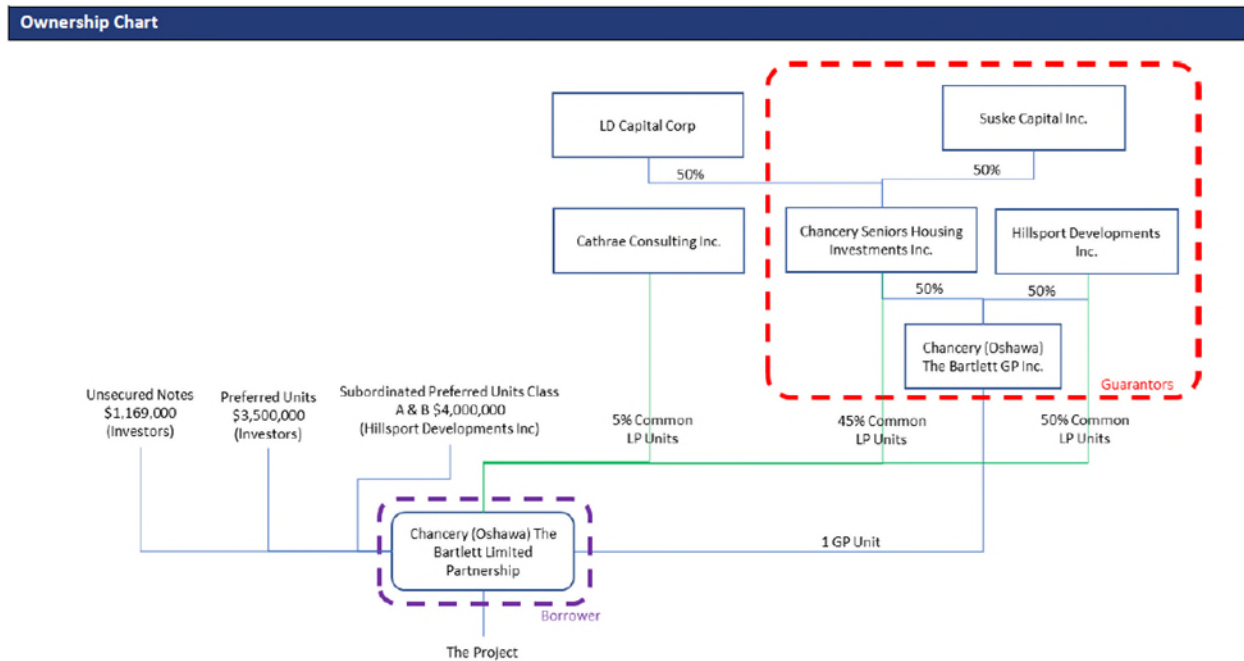 Ownership Chart
LD Capital Corp
Suske Capital Inc.
50%
50%
Cathrae Consulting Inc.
Chancery Seniors Housing
Investments Inc.
Hillsport Developments
Inc.
50%
50%
Chancery (Oshawa)
The Bartlett GP Inc.
Guarantors
Unsecured Notes
$1,169,000
(Investors)
Preferred Units
$3,500,000
(Investors)
Subordinated Preferred Units Class
A & B $4,000,000
(Hillsport Developments Inc)
5% Common
LP Units
45% Common
LP Units
50% Common
LP Units
Chancery (Oshawa) The
Bartlett Limited
Partnership
1 GP Unit
Borrower
The Project